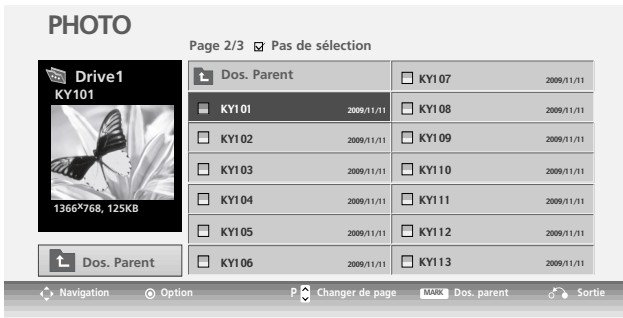 PHOTO
Page 2/3 Pas de sélection
Drive1
KY101
1366x768, 125KB
Dos. Parent
Dos. Parent
KY101 2009/11/11
KY102 2009/11/11
KY103 2009/11/11
KY104 2009/11/11
KY105 2009/11/11
KY106 2009/11/11
KY107 2009/11/11
KY108 2009/11/11
KY109 2009/11/11
KY110 2009/11/11
KY111 2009/11/11
KY112 2009/11/11
KY113 2009/11/11
Navigation Option P Changer de page MARK Dos. parent Sortie